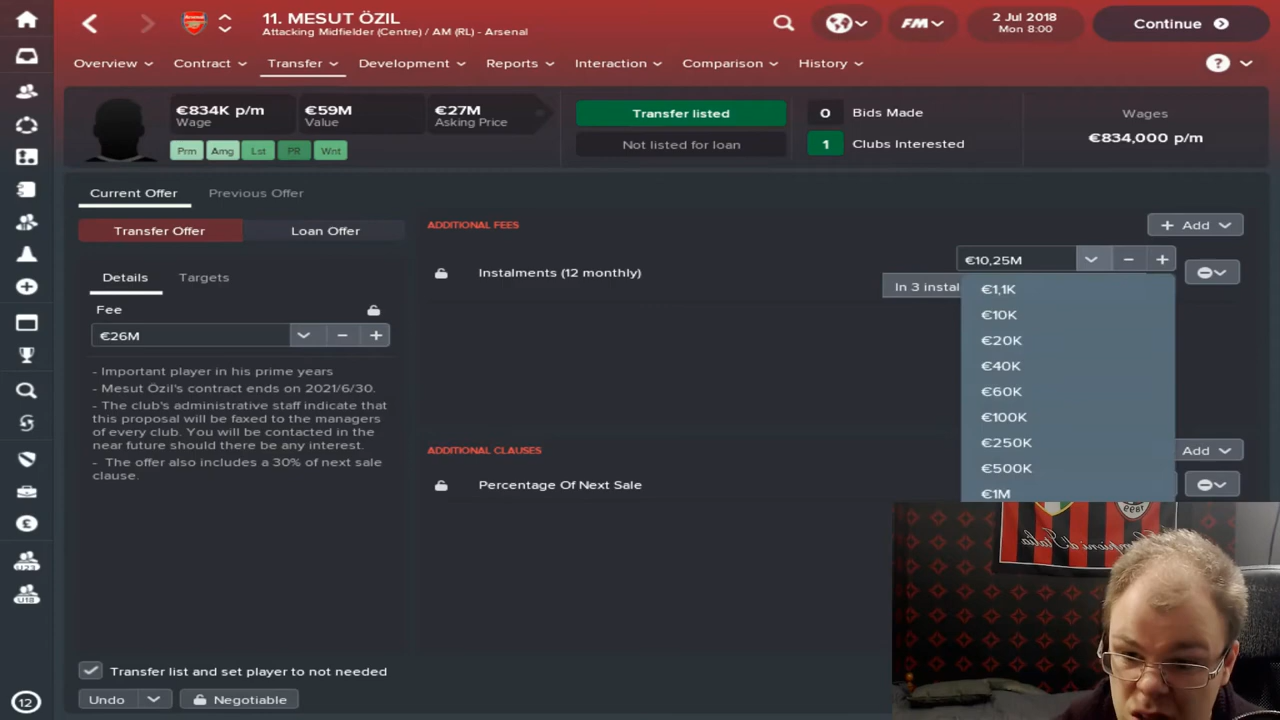 11. MESUT ÖZIL
Attacking Midfielder (Centre) / AM (RL) - Arsenal
FM
2 Jul 2018
Mon 8:00
Continue
Overview
Contract
Transfer
Development
Reports
Interaction
Comparison
History
?
€834K p/m
Wage
€59M
Value
€27M
Asking Price
Prm
Amg
Lst
PR
Wnt
Transfer listed
Not listed for loan
0 Bids Made
1 Clubs Interested
Wages
€834,000 p/m
Current Offer
Previous Offer
Transfer Offer
Loan Offer
Details
Targets
Fee
€26M
- Important player in his prime years
- Mesut Özil's contract ends on 2021/6/30.
- The club's administrative staff indicate that
this proposal will be faxed to the managers
of every club. You will be contacted in the
near future should there be any interest.
- The offer also includes a 30% of next sale
clause.
Transfer list and set player to not needed
Undo
Negotiable
ADDITIONAL FEES
+ Add
Instalments (12 monthly)
€10,25M
In 3 instal
€1,1K
€10K
€20K
€40K
€60K
€100K
€250K
€500K
€1M
ADDITIONAL CLAUSES
Add
Percentage Of Next Sale
U23
U18
12